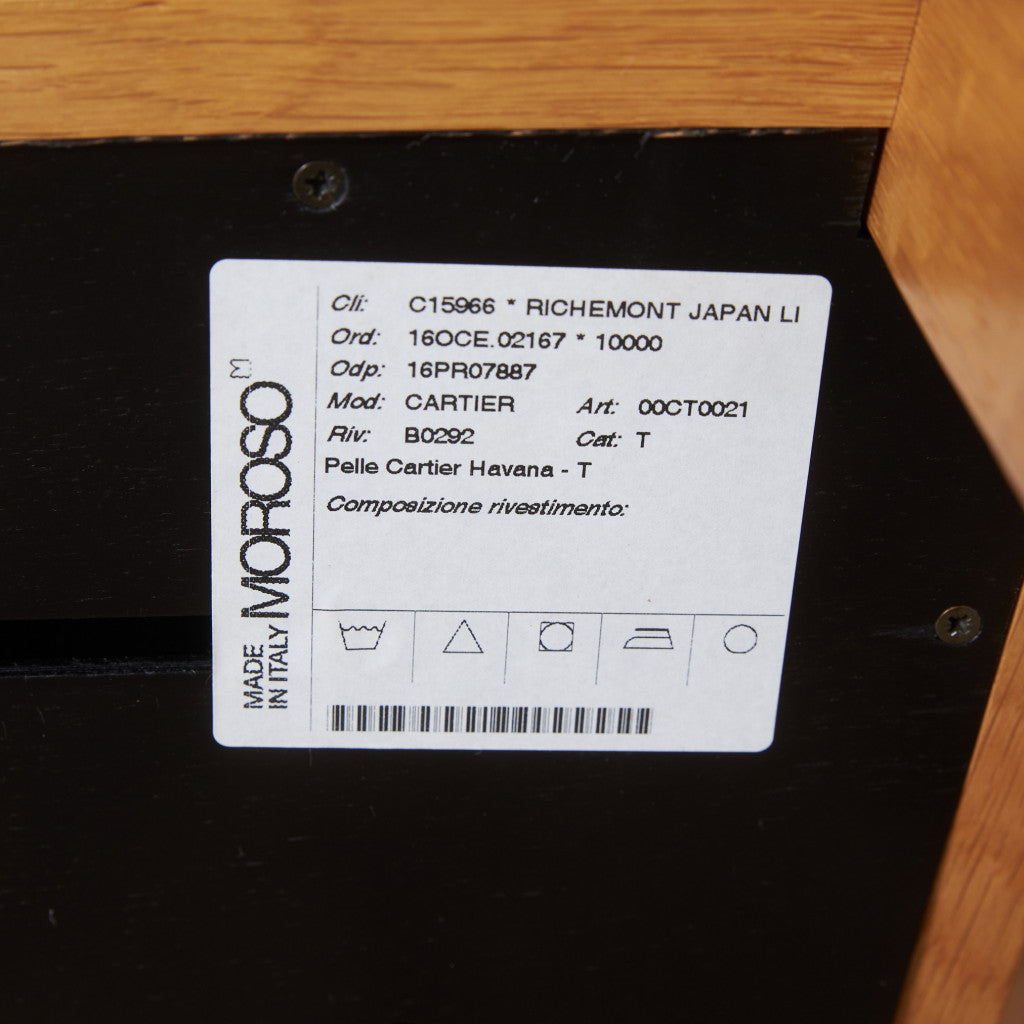 Cli: C15966 * RICHEMONT JAPAN LI
Ord: 16OCE.02167 * 10000
Odp: 16PR07887
Mod: CARTIER Art: 00CT0021
Riv: B0292 Cat: T
Pelle Cartier Havana - T
Composizione rivestimento:
MOROSO
MADE
IN ITALY